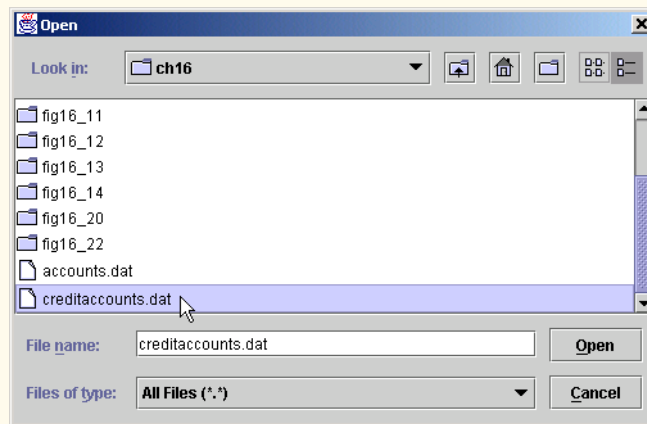 Open
Look in: ch16
fig16_11
fig16_12
fig16_13
fig16_14
fig16_20
fig16_22
accounts.dat
creditaccounts.dat
File name: creditaccounts.dat Open
Files of type: All Files (*.*) Cancel